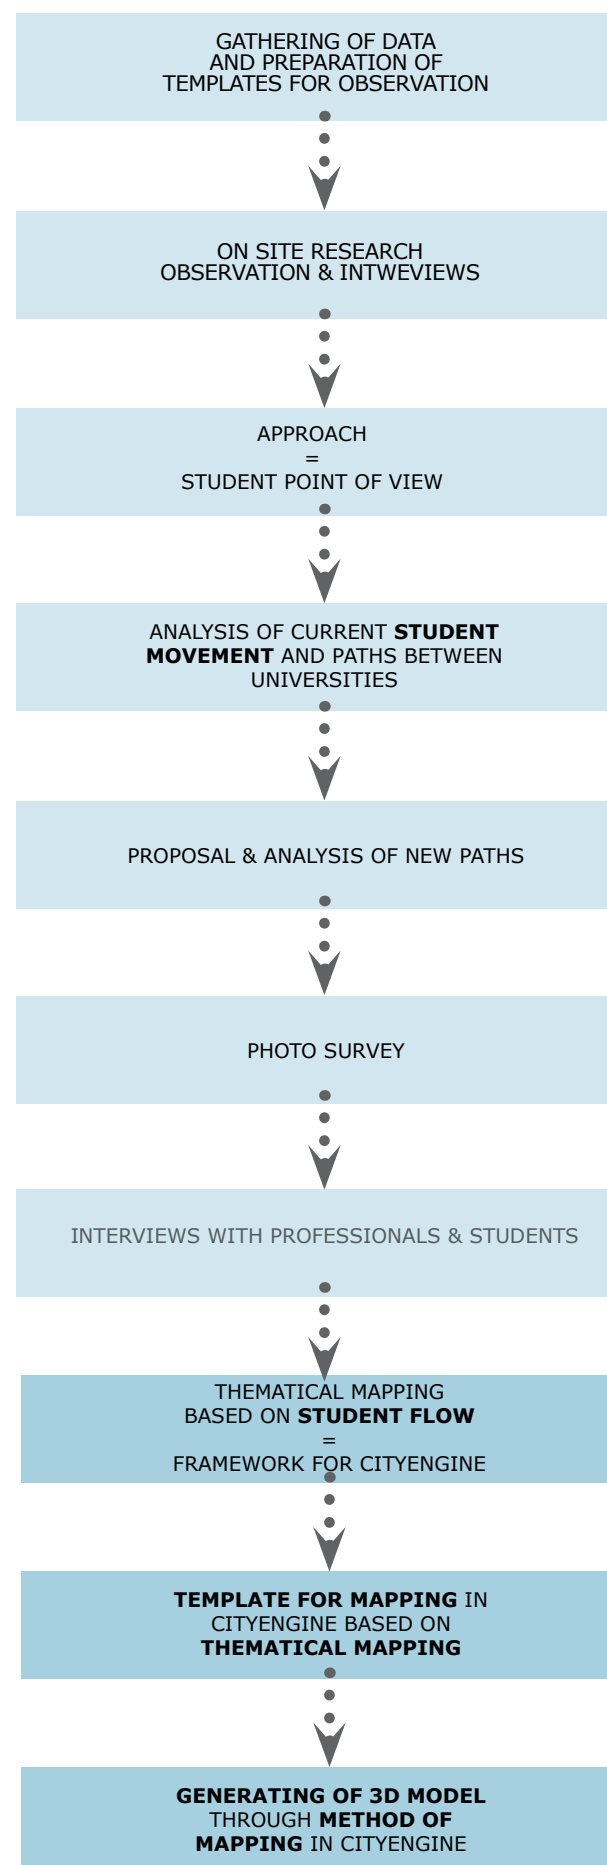 GATHERING OF DATA
AND PREPARATION OF
TEMPLATES FOR OBSERVATION
ON SITE RESEARCH
OBSERVATION & INTWEVIEWS
APPROACH
=
STUDENT POINT OF VIEW
ANALYSIS OF CURRENT STUDENT
MOVEMENT AND PATHS BETWEEN
UNIVERSITIES
PROPOSAL & ANALYSIS OF NEW PATHS
PHOTO SURVEY
INTERVIEWS WITH PROFESSIONALS & STUDENTS
THEMATICAL MAPPING
BASED ON STUDENT FLOW
=
FRAMEWORK FOR CITYENGINE
TEMPLATE FOR MAPPING IN
CITYENGINE BASED ON
THEMATICAL MAPPING
GENERATING OF 3D MODEL
THROUGH METHOD OF
MAPPING IN CITYENGINE